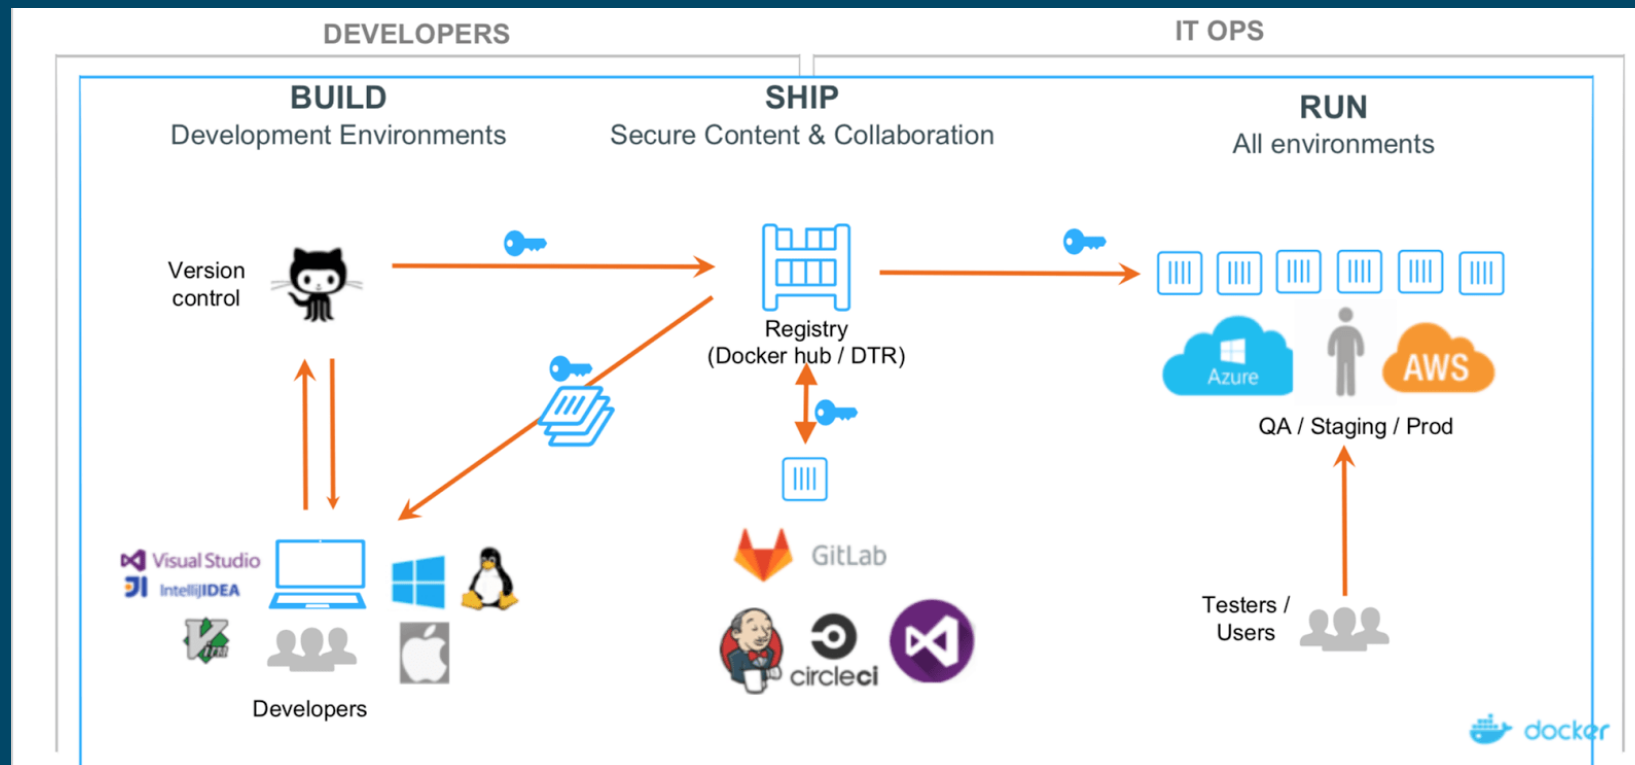 DEVELOPERS
IT OPS
BUILD
Development Environments
SHIP
Secure Content & Collaboration
RUN
All environments
Version
control
Registry
(Docker hub / DTR)
Azure
AWS
QA / Staging / Prod
Visual Studio
IntelliJIDEA
VIM
Developers
GitLab
circleci
Testers /
Users
docker